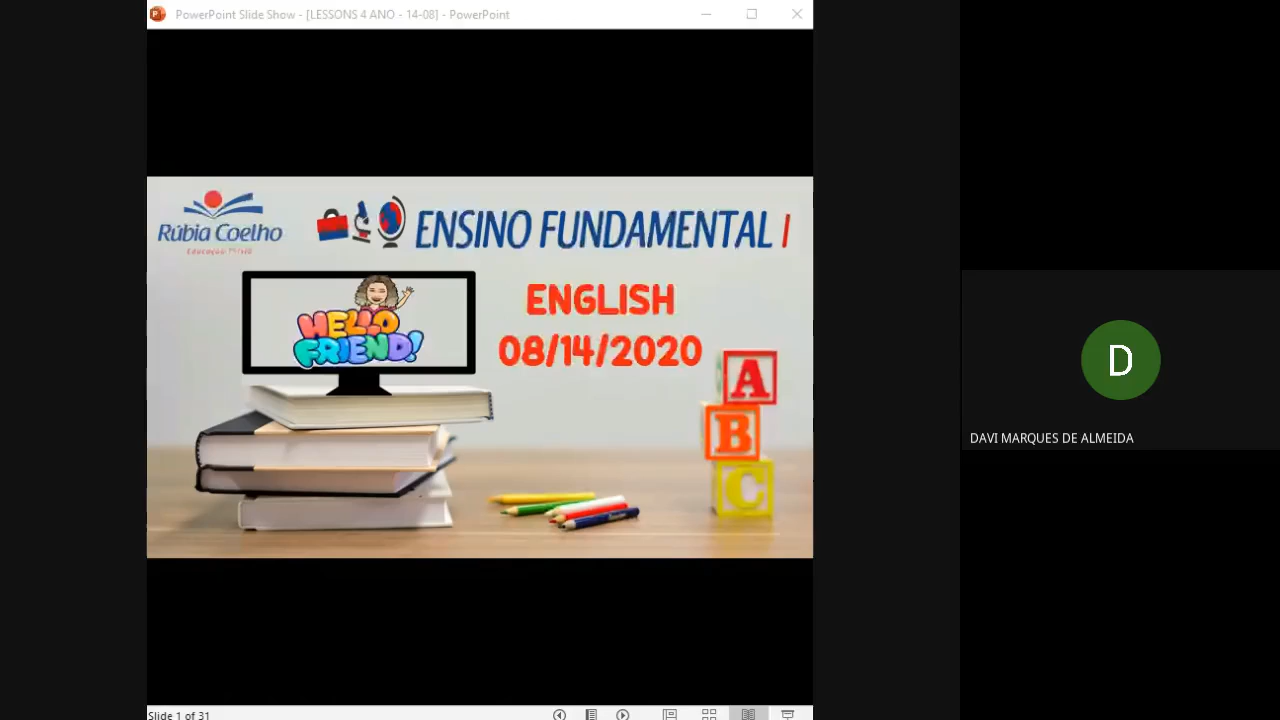 PowerPoint Slide Show - [LESSONS 4 ANO - 14-08] - PowerPoint
Rúbia Coelho
ENSINO FUNDAMENTAL I
HELLO
FRIEND!
ENGLISH
08/14/2020
A
B
C
D
DAVI MARQUES DE ALMEIDA
Slide 1 of 31